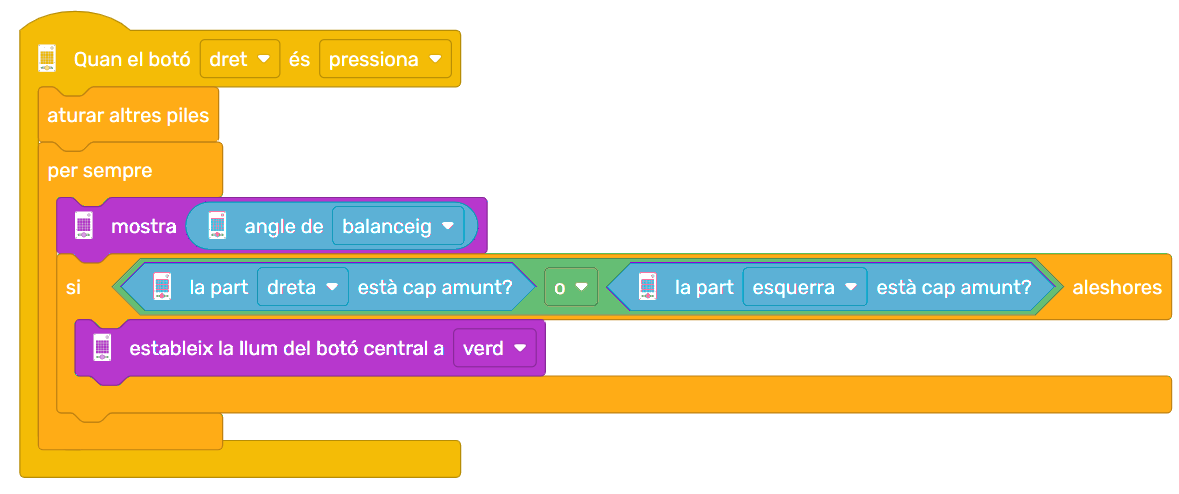 Quan el botó dret és pressiona
aturar altres piles
per sempre
mostra angle de balanceig
si la part dreta està cap amunt? o la part esquerra està cap amunt? aleshores
estableix la llum del botó central a verd